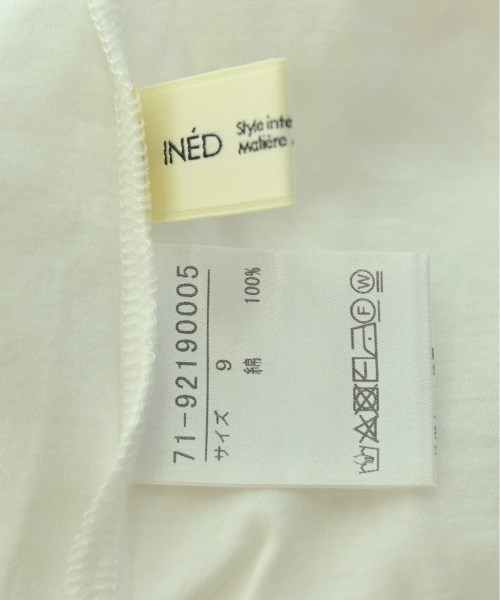 INÉD
Style inte
Matière
71-92190005
サイズ 9
綿 100%
F W